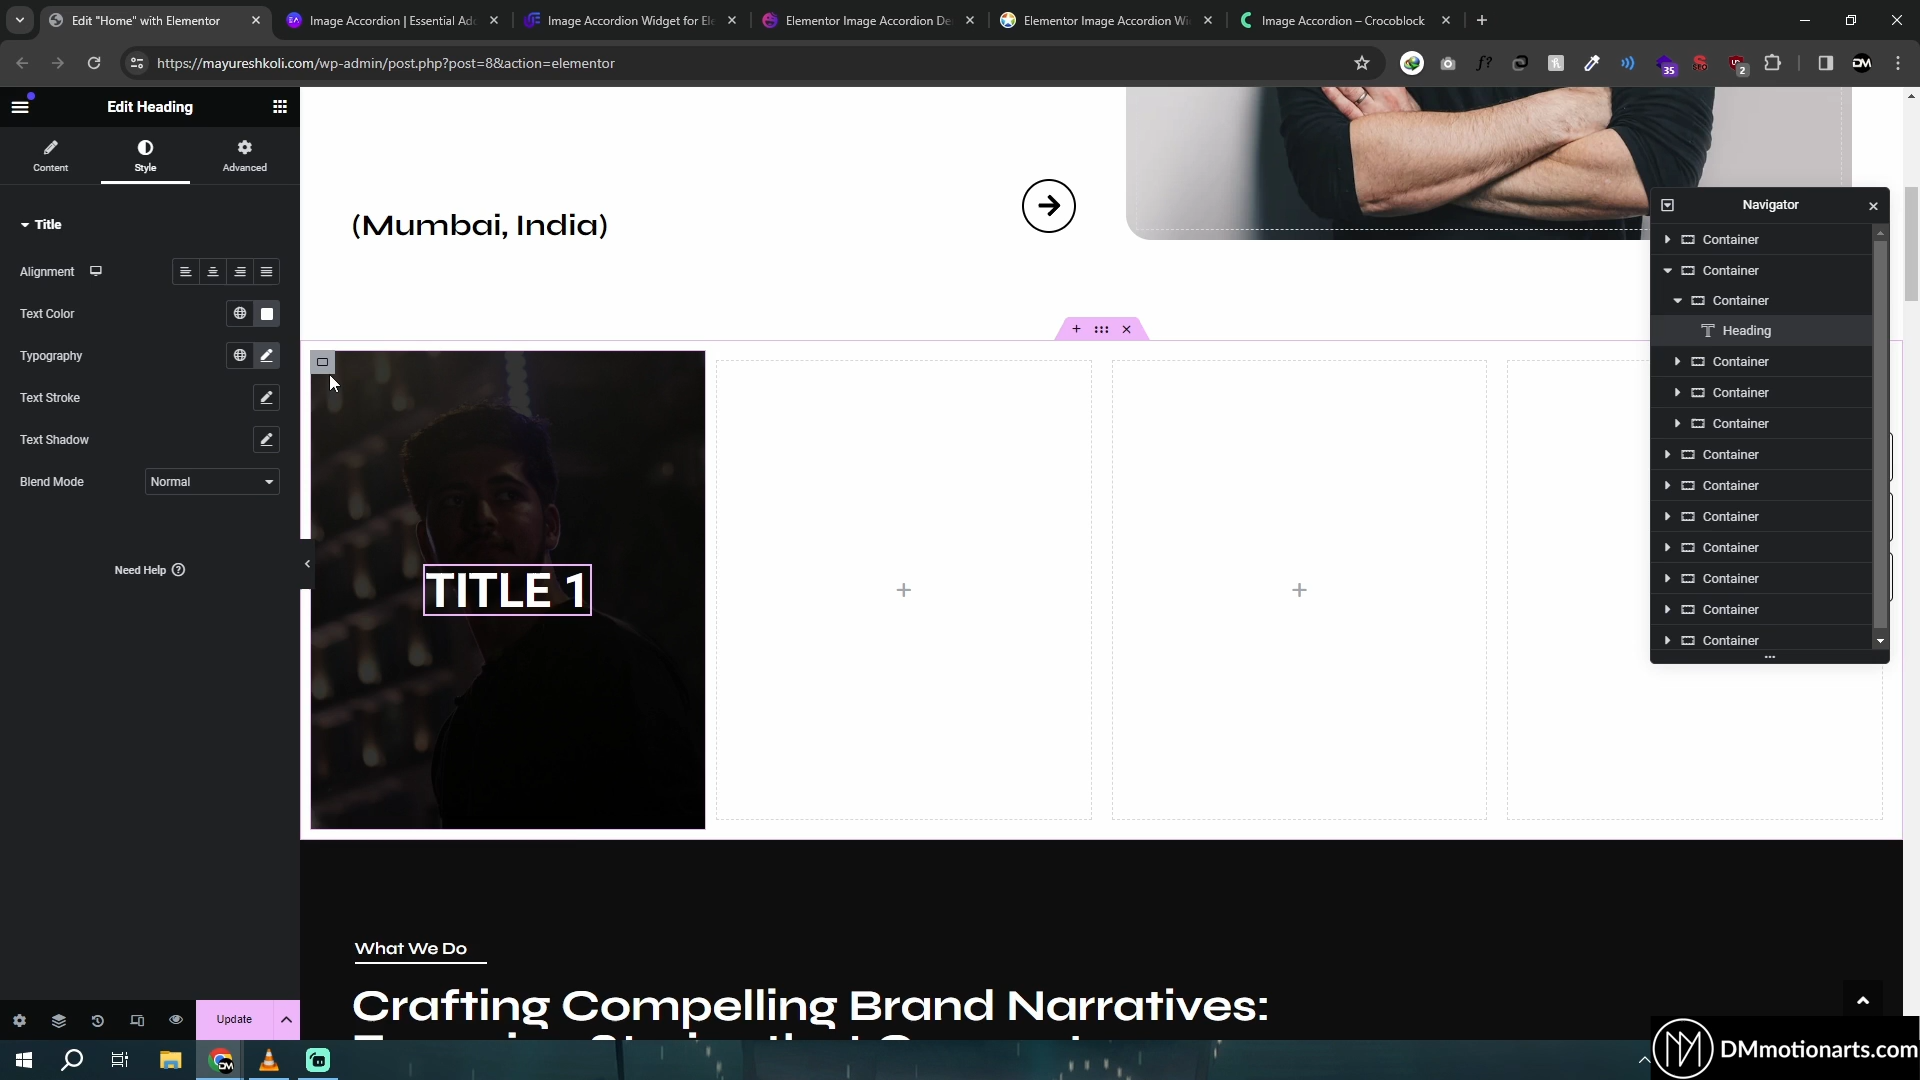 Edit "Home" with Elementor
Image Accordion | Essential Ad
Image Accordion Widget for Ele
Elementor Image Accordion De
Elementor Image Accordion Wi
Image Accordion – Crocoblock
https://mayureshkoli.com/wp-admin/post.php?post=8&action=elementor
35
2
DM
Edit Heading
Content
Style
Advanced
Title
Alignment
Text Color
Typography
Text Stroke
Text Shadow
Blend Mode
Normal
Need Help
Update
(Mumbai, India)
TITLE 1
Navigator
Container
Container
Container
Heading
Container
Container
Container
Container
Container
Container
Container
Container
Container
Container
What We Do
Crafting Compelling Brand Narratives:
DMmotionarts.com